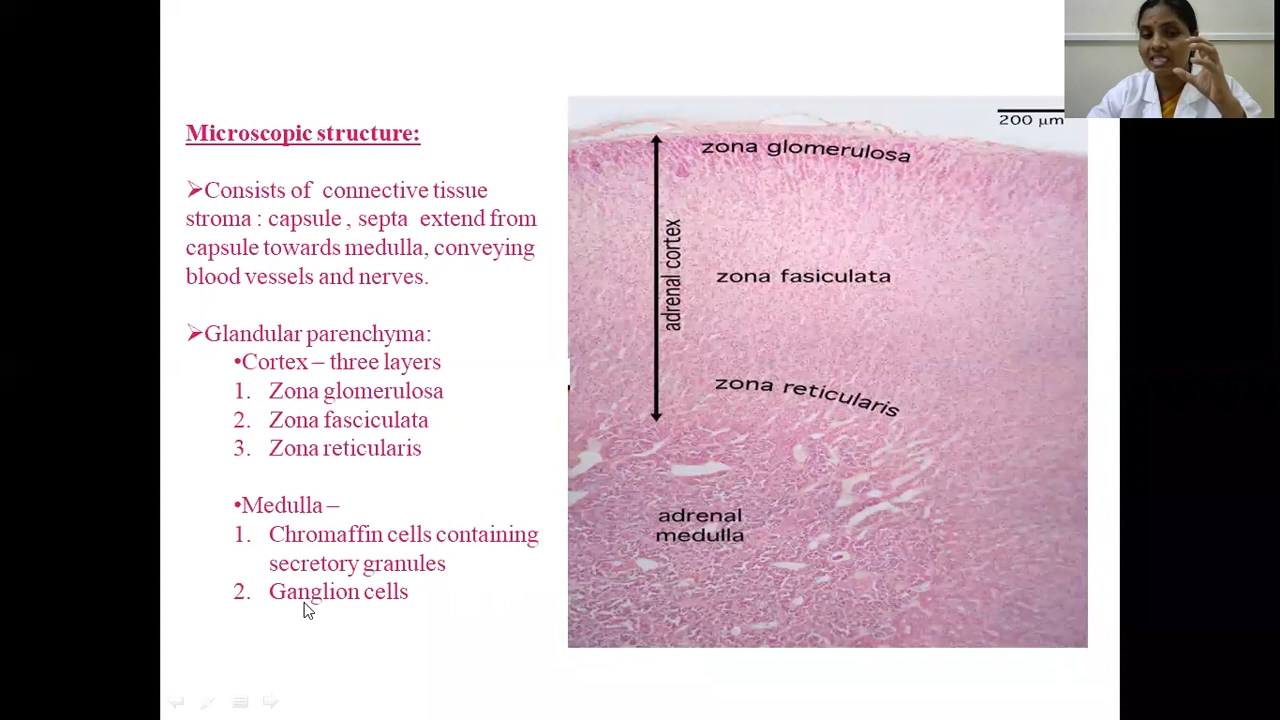 Microscopic structure:
➢Consists of connective tissue
stroma : capsule , septa extend from
capsule towards medulla, conveying
blood vessels and nerves.
➢Glandular parenchyma:
•Cortex – three layers
1. Zona glomerulosa
2. Zona fasciculata
3. Zona reticularis
•Medulla –
1. Chromaffin cells containing
secretory granules
2. Ganglion cells
200 µm
zona glomerulosa
adrenal cortex
zona fasiculata
zona reticularis
adrenal
medulla